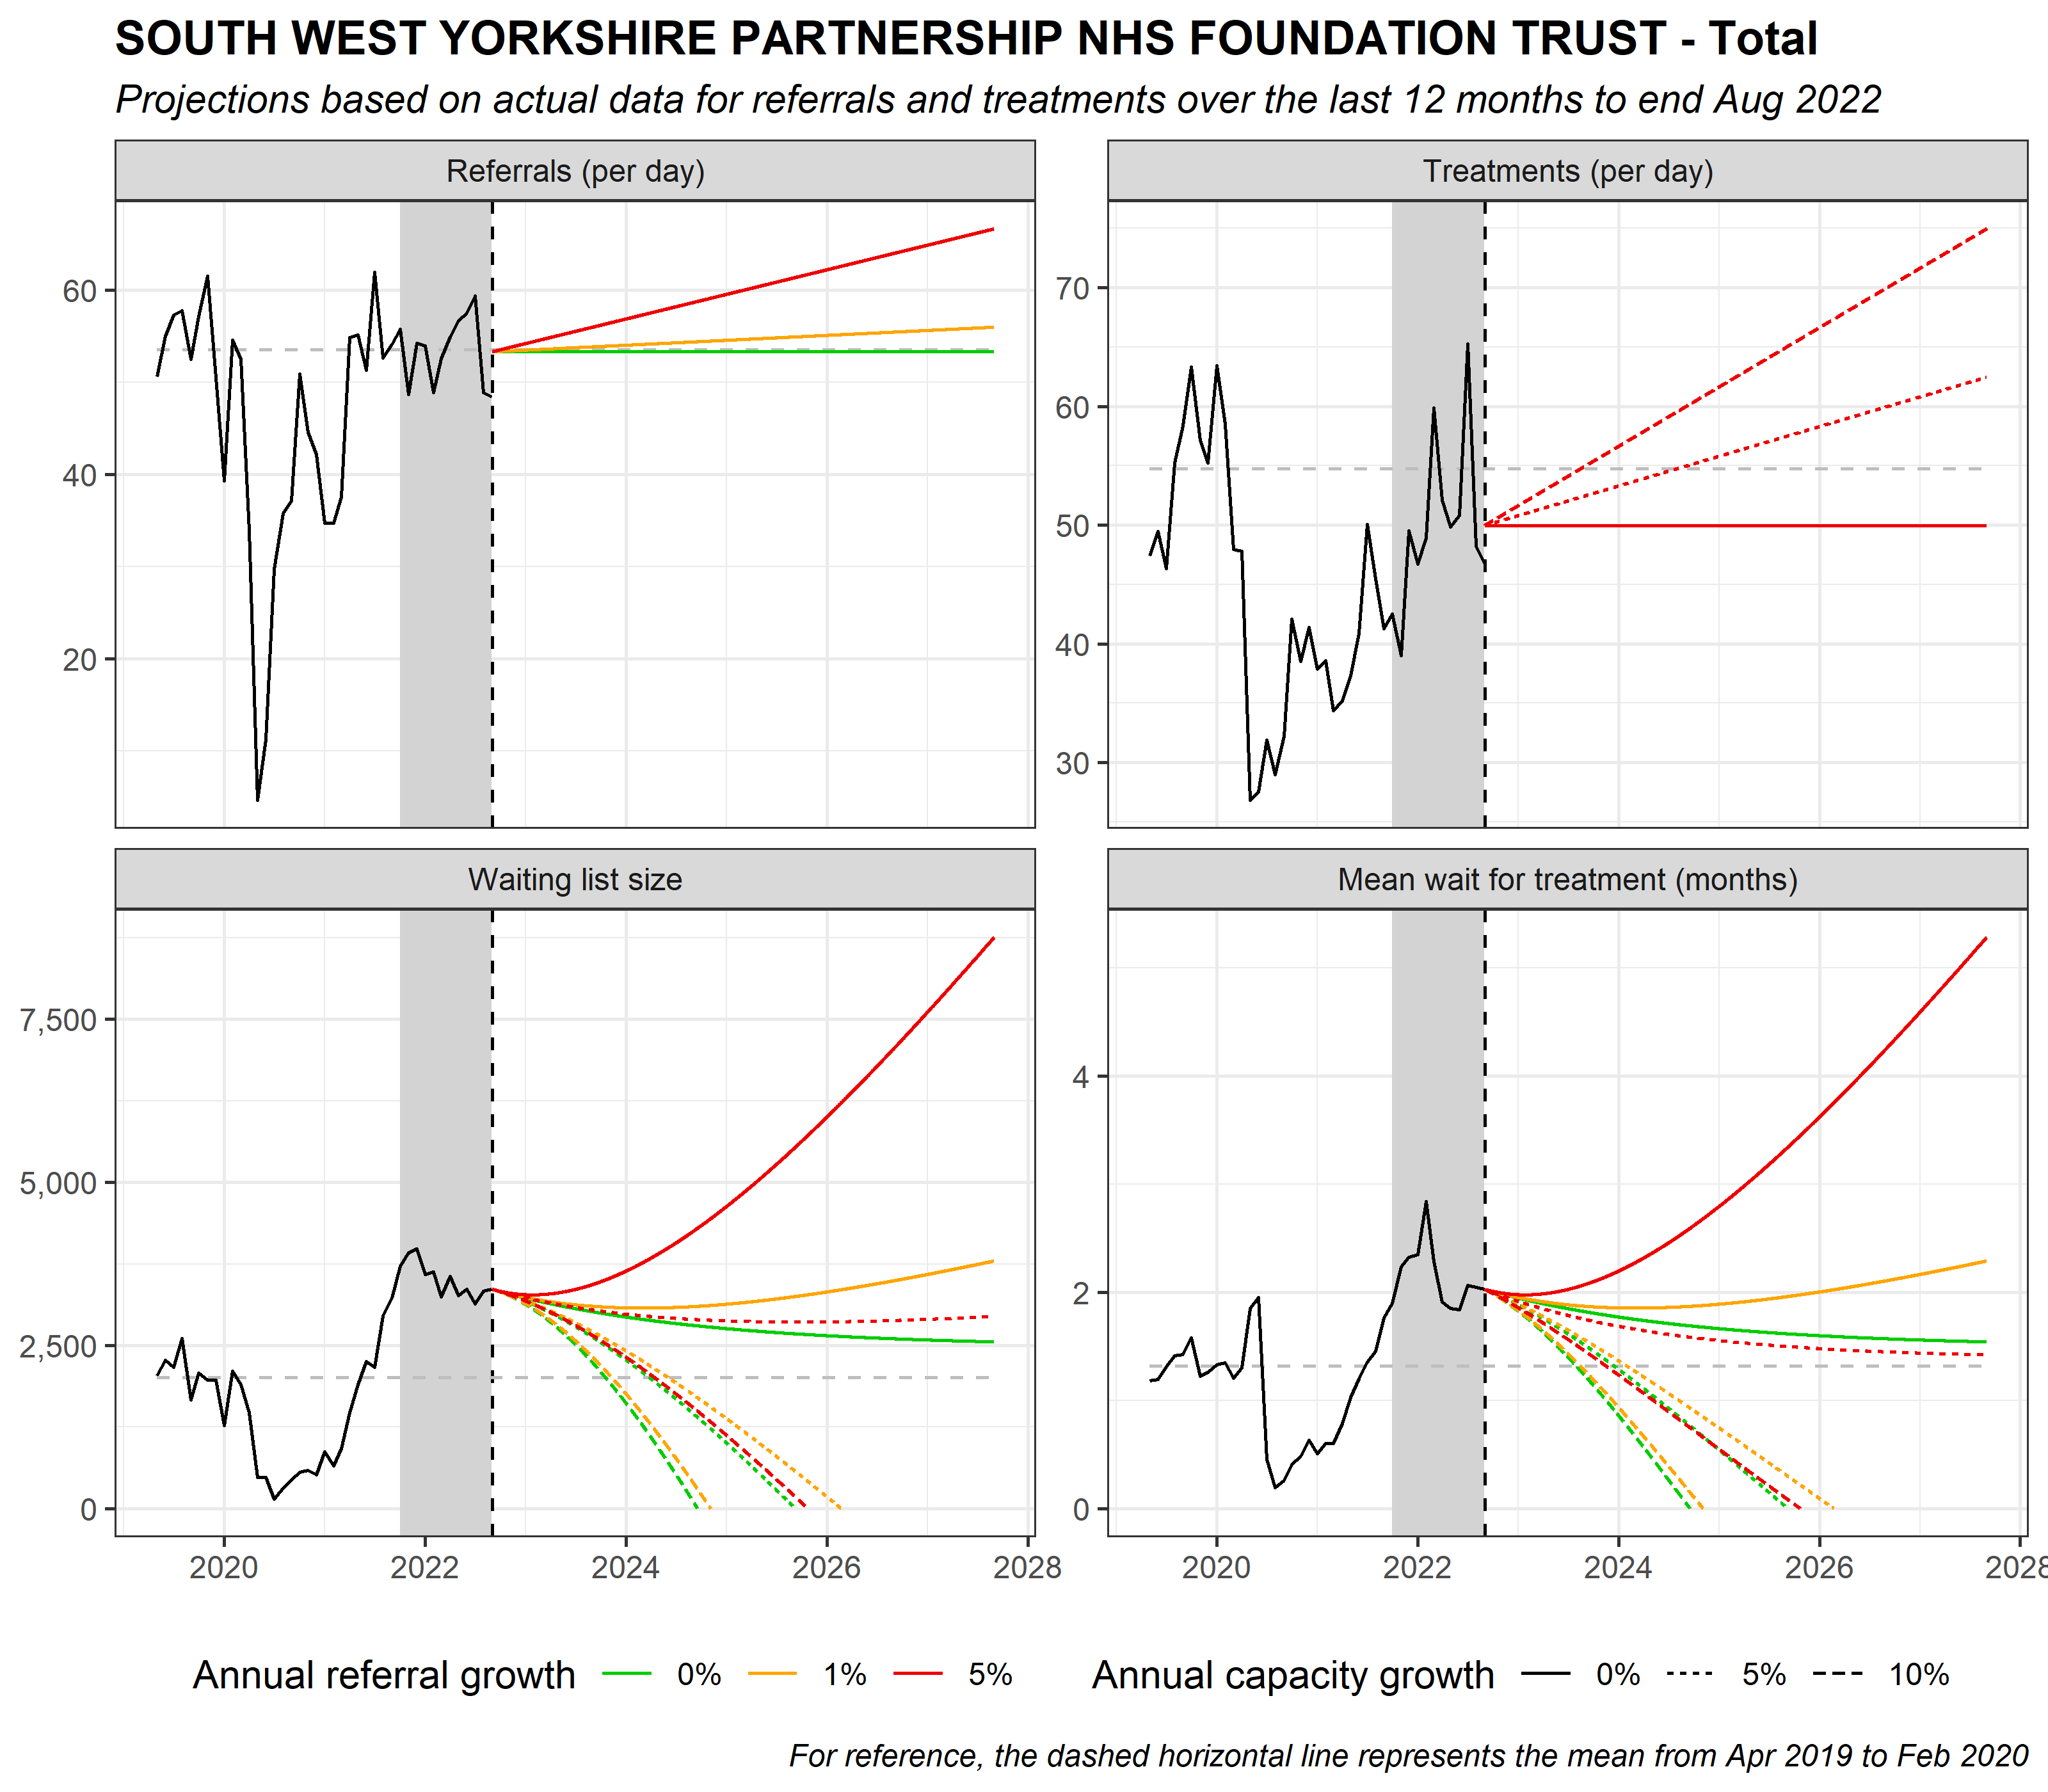 SOUTH WEST YORKSHIRE PARTNERSHIP NHS FOUNDATION TRUST - Total
Projections based on actual data for referrals and treatments over the last 12 months to end Aug 2022
Referrals (per day)
60
40
20
Treatments (per day)
70
60
50
40
30
Waiting list size
7,500
5,000
2,500
0
2020 2022 2024 2026 2028
Mean wait for treatment (months)
4
2
0
2020 2022 2024 2026 2028
Annual referral growth 0% 1% 5%
Annual capacity growth 0% 5% 10%
For reference, the dashed horizontal line represents the mean from Apr 2019 to Feb 2020